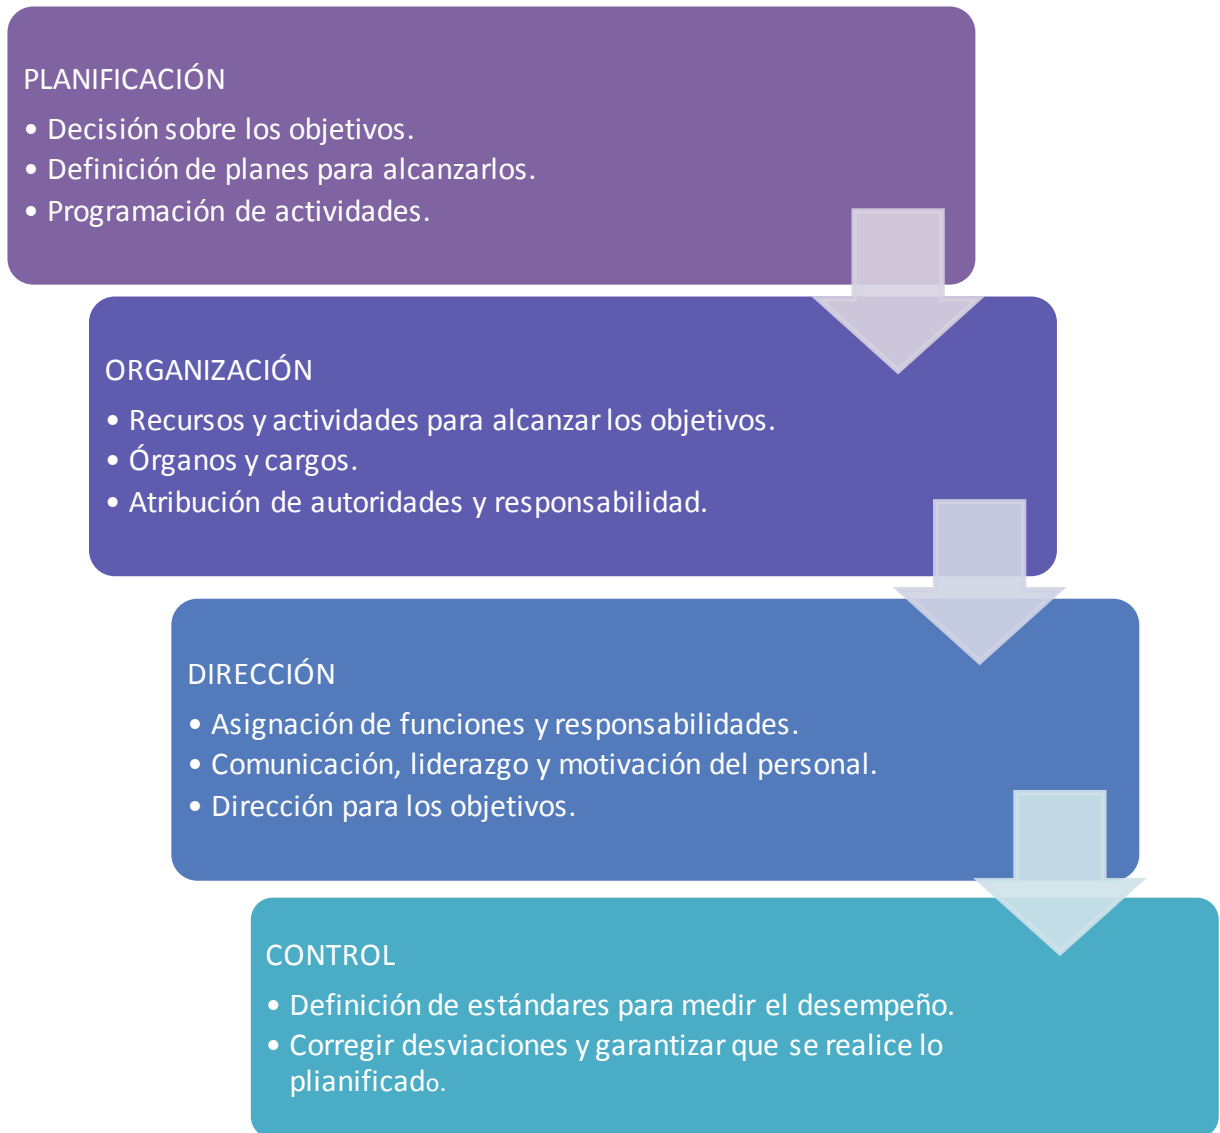 PLANIFICACIÓN
• Decisión sobre los objetivos.
• Definición de planes para alcanzarlos.
• Programación de actividades.
ORGANIZACIÓN
• Recursos y actividades para alcanzar los objetivos.
• Órganos y cargos.
• Atribución de autoridades y responsabilidad.
DIRECCIÓN
• Asignación de funciones y responsabilidades.
• Comunicación, liderazgo y motivación del personal.
• Dirección para los objetivos.
CONTROL
• Definición de estándares para medir el desempeño.
• Corregir desviaciones y garantizar que se realice lo
plianificado.